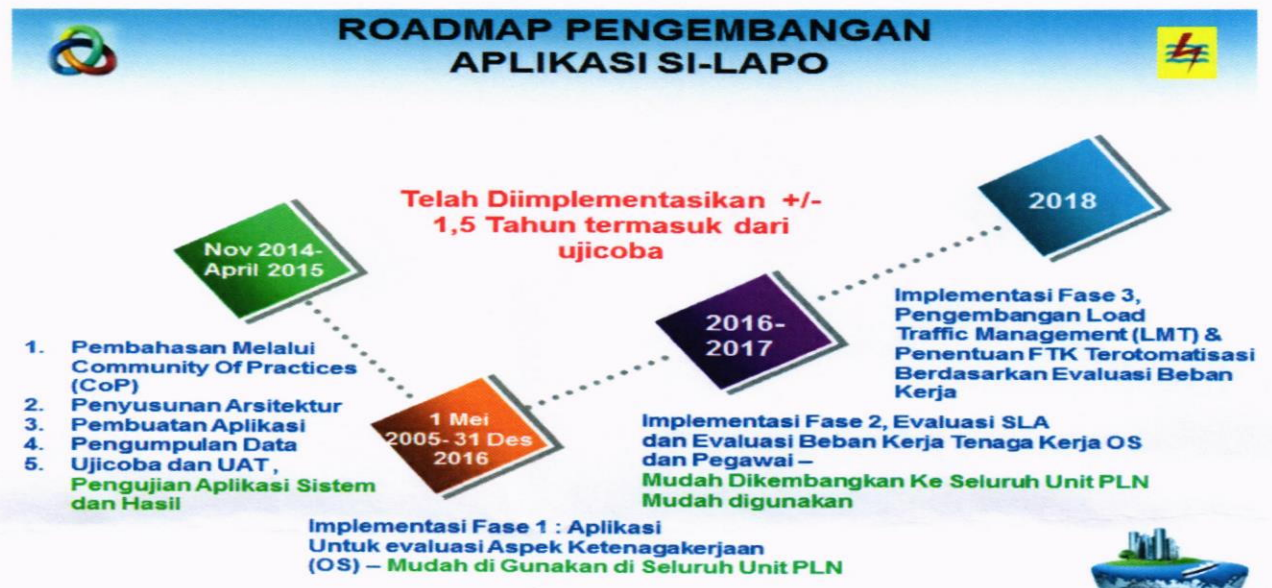 ROADMAP PENGEMBANGAN
APLIKASI SI-LAPO
Telah Diimplementasikan +/-
1,5 Tahun termasuk dari
ujicoba
Nov 2014-
April 2015
1. Pembahasan Melalui
Community Of Practices
(CoP)
2. Penyusunan Arsitektur
3. Pembuatan Aplikasi
4. Pengumpulan Data
5. Ujicoba dan UAT,
Pengujian Aplikasi Sistem
dan Hasil
1 Mei
2005- 31 Des
2016
Implementasi Fase 1 : Aplikasi
Untuk evaluasi Aspek Ketenagakerjaan
(OS) – Mudah di Gunakan di Seluruh Unit PLN
2016-
2017
Implementasi Fase 2, Evaluasi SLA
dan Evaluasi Beban Kerja Tenaga Kerja OS
dan Pegawai –
Mudah Dikembangkan Ke Seluruh Unit PLN
Mudah digunakan
2018
Implementasi Fase 3,
Pengembangan Load
Traffic Management (LMT) &
Penentuan FTK Terotomatisasi
Berdasarkan Evaluasi Beban
Kerja